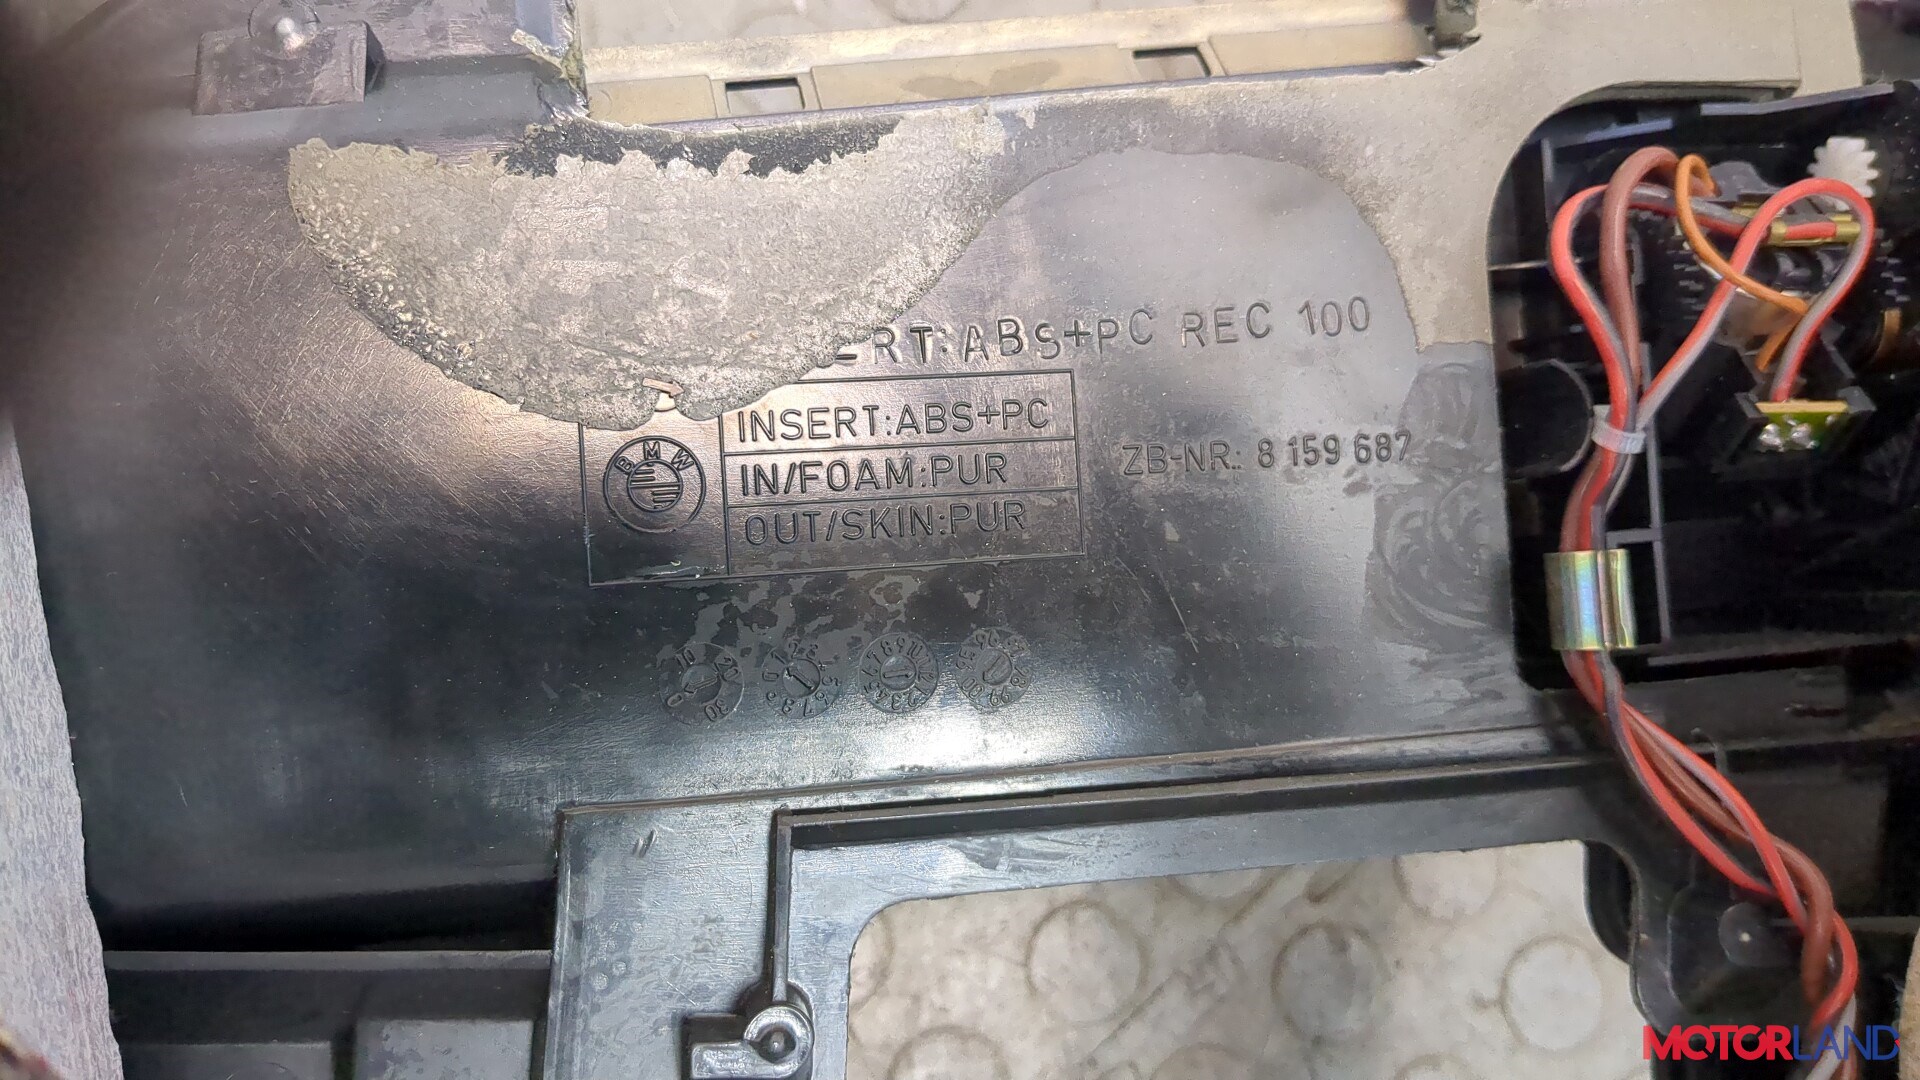 ERT:ABS+PC REC 100
BMW
INSERT:ABS+PC
IN/FOAM:PUR
OUT/SKIN:PUR
ZB-NR.: 8 159 687
MOTORLAND